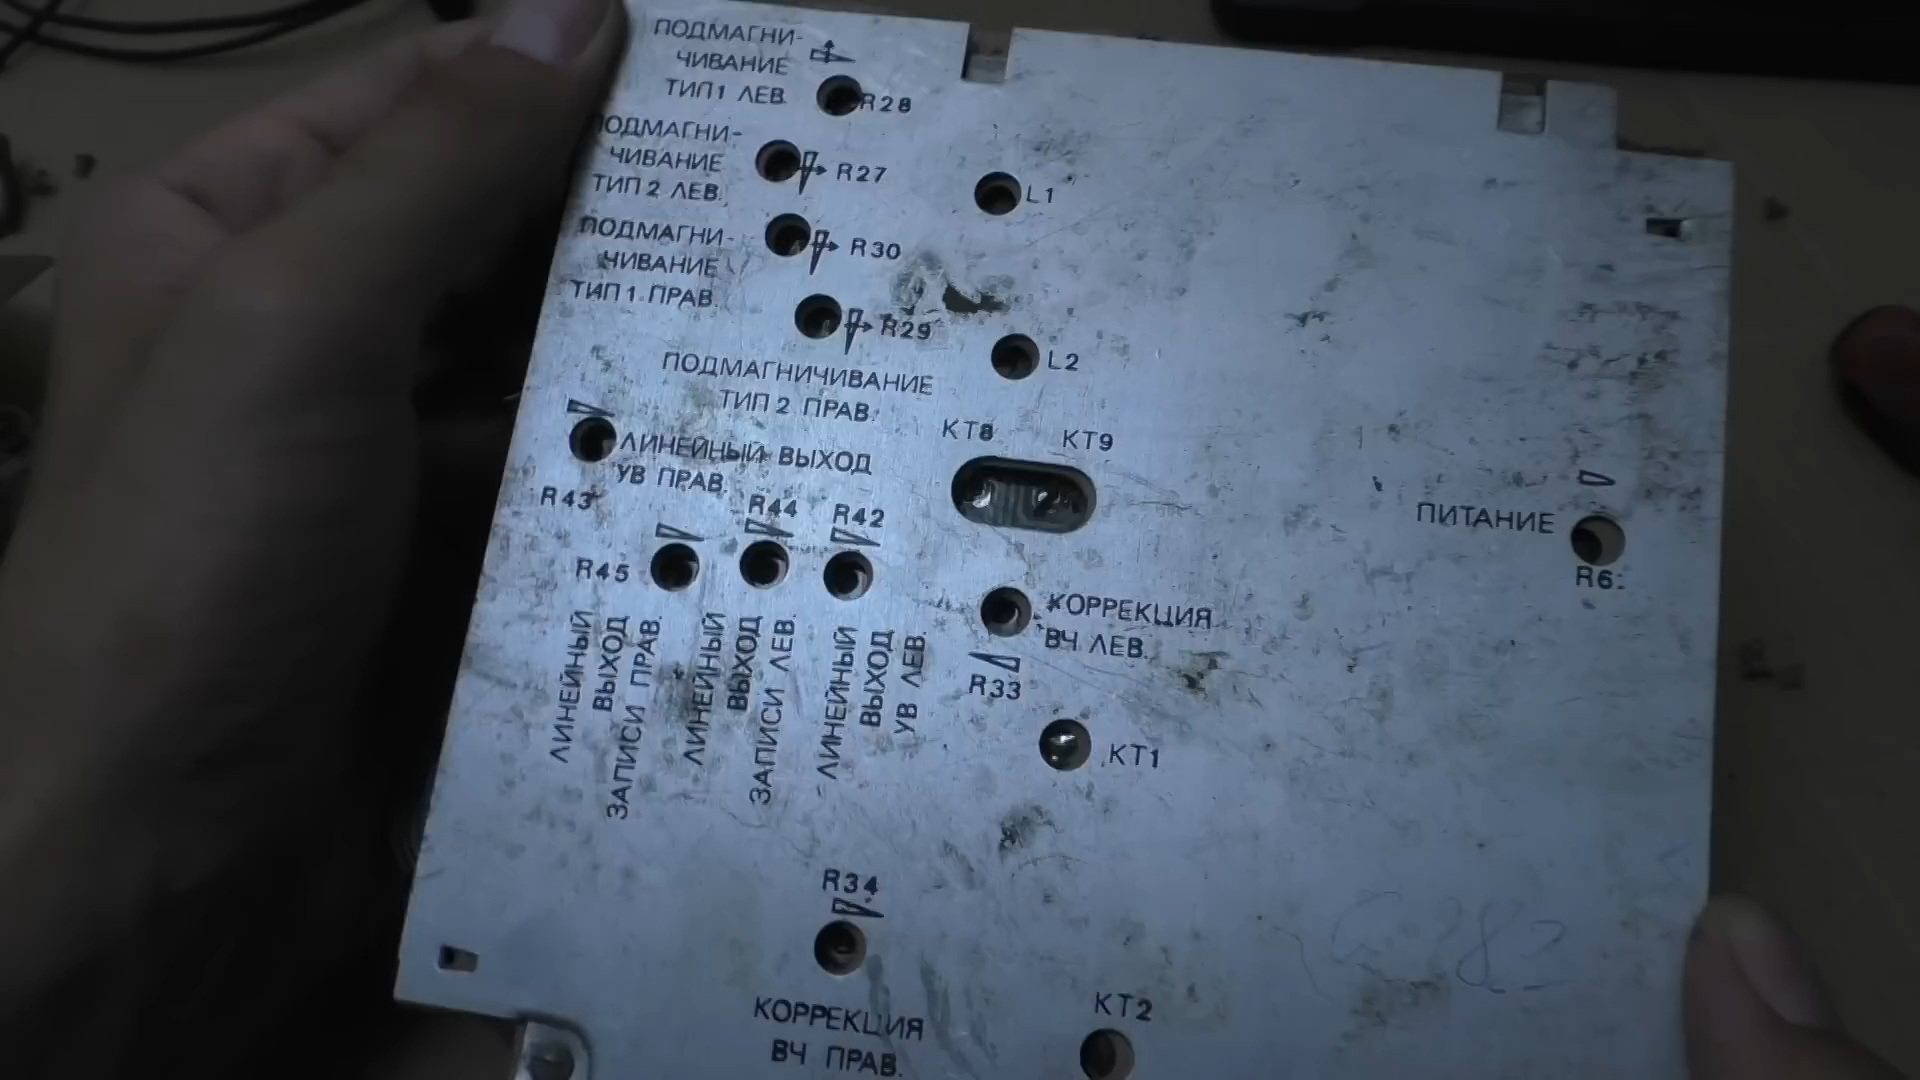 ПОДМАГНИ-
ЧИВАНИЕ
ТИП 1 ЛЕВ.
R28
ПОДМАГНИ-
ЧИВАНИЕ
ТИП 2 ЛЕВ.
R27
L1
ПОДМАГНИ-
ЧИВАНИЕ
ТИП 1 ПРАВ.
R30
R29
L2
ПОДМАГНИЧИВАНИЕ
ТИП 2 ПРАВ.
КТ8
КТ9
ЛИНЕЙНЫЙ ВЫХОД
УВ ПРАВ.
R43
R44
R42
ПИТАНИЕ
R6
R45
ЛИНЕЙНЫЙ
ВЫХОД
ЗАПИСИ ПРАВ.
ЛИНЕЙНЫЙ
ВЫХОД
ЗАПИСИ ЛЕВ.
ЛИНЕЙНЫЙ
ВЫХОД
УВ ЛЕВ.
КОРРЕКЦИЯ
ВЧ ЛЕВ.
R33
КТ1
R34
КОРРЕКЦИЯ
ВЧ ПРАВ.
КТ2